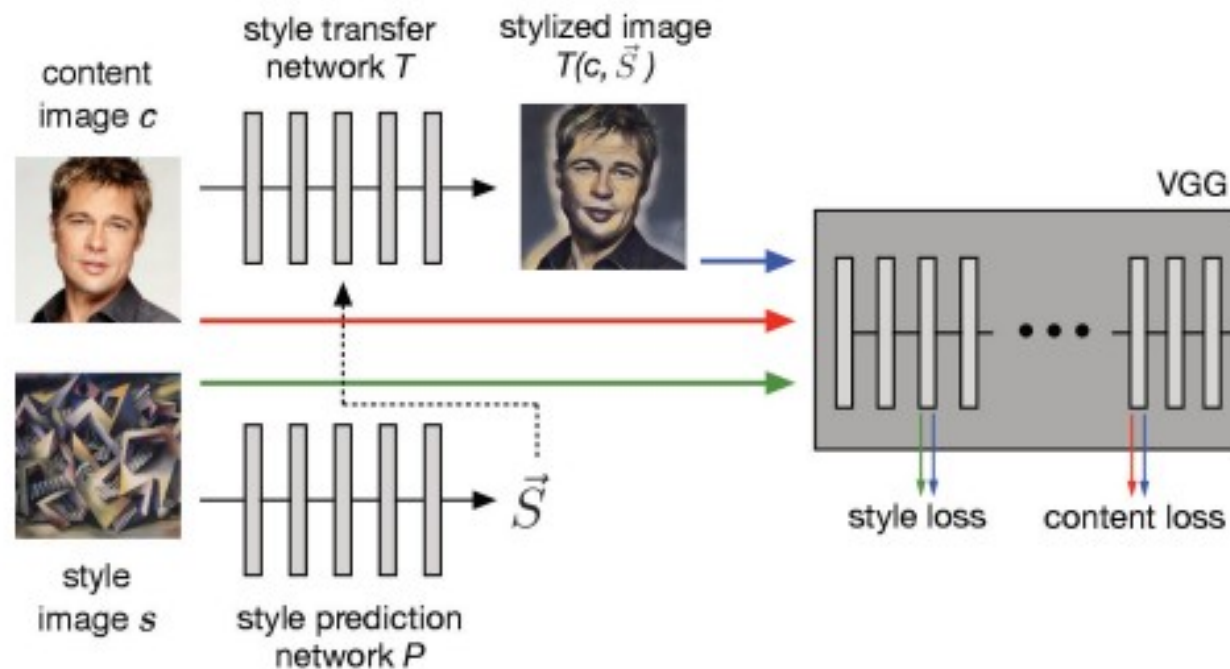 style transfer
network T
stylized image
T(c, S⃗ )
content
image c
VGG
S⃗
style loss
content loss
style
image s
style prediction
network P